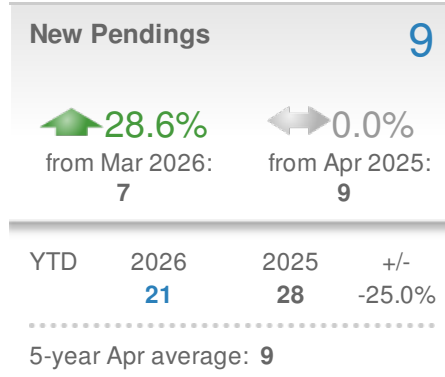 New Pendings 9
28.6% 0.0%
from Mar 2026: from Apr 2025:
7 9
YTD 2026 2025 +/-
21 28 -25.0%
5-year Apr average: 9